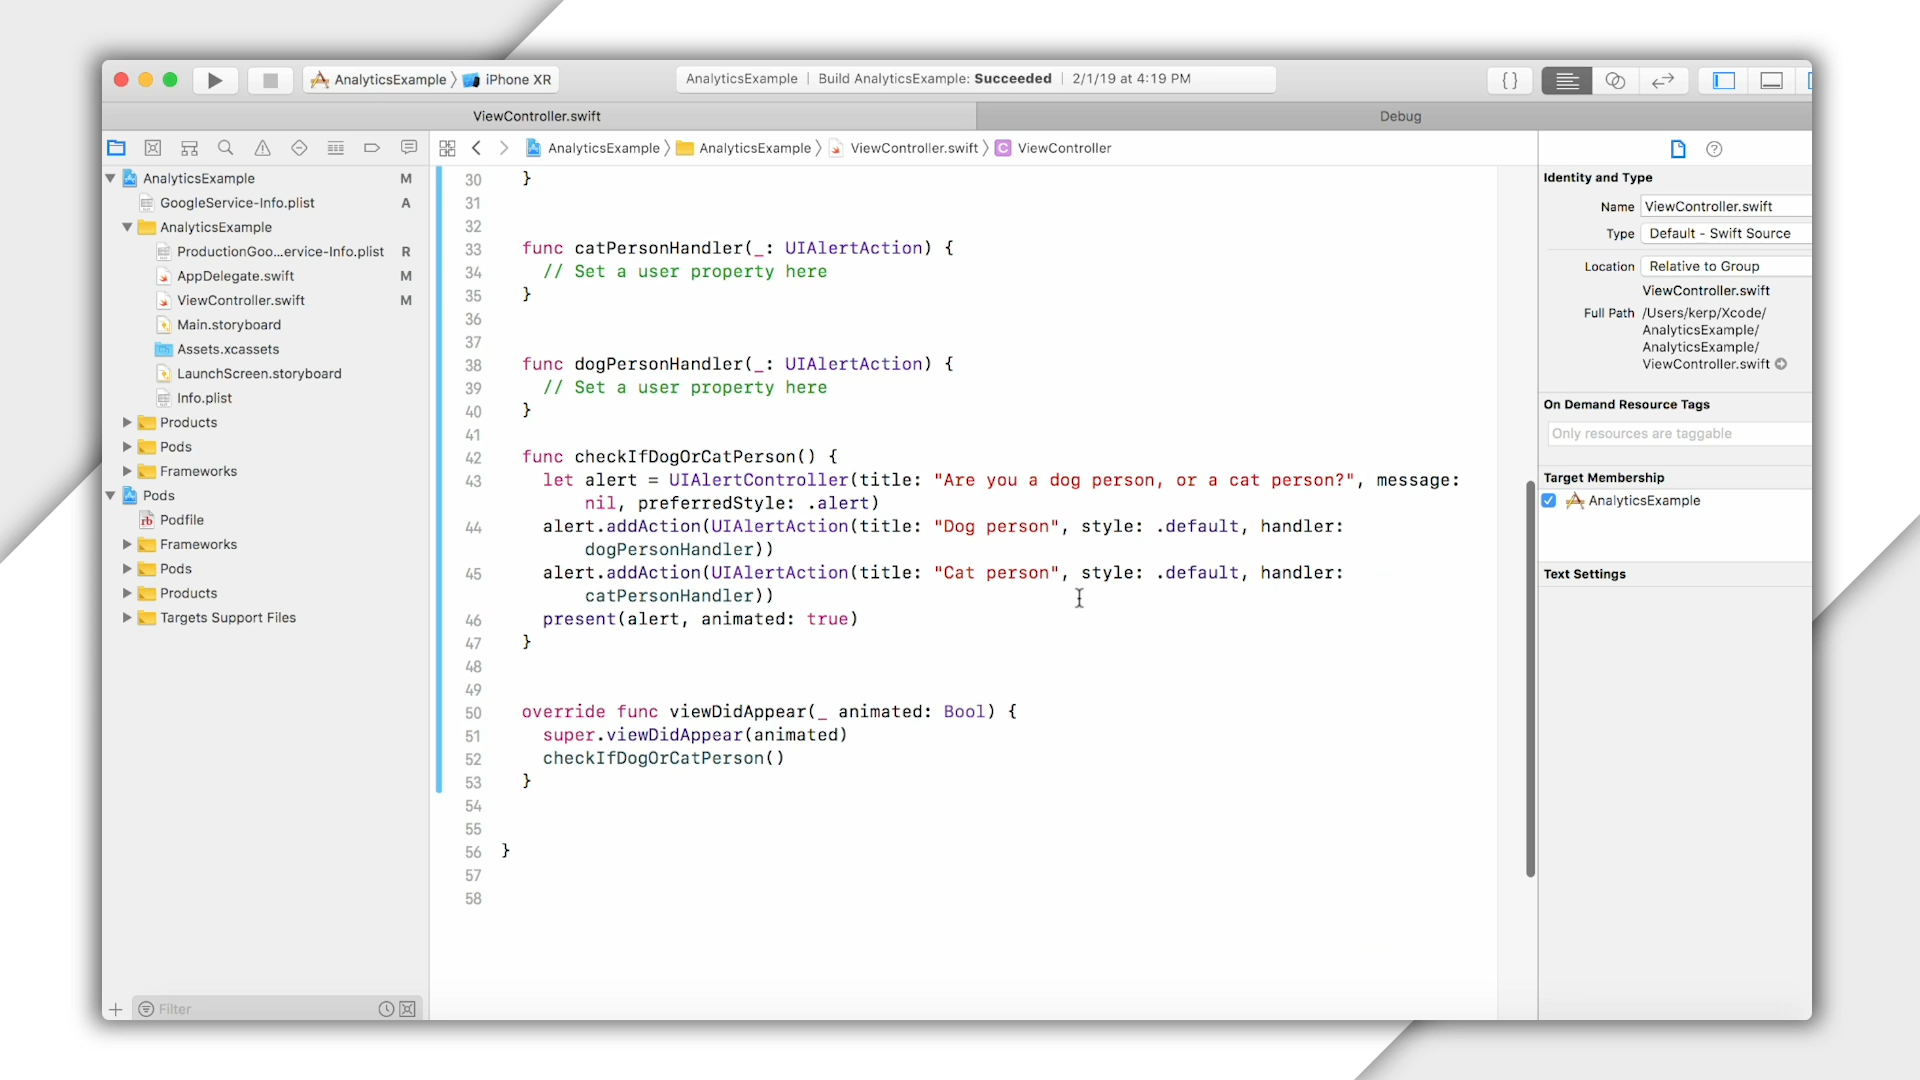 AnalyticsExample 〉 iPhone XR
AnalyticsExample | Build AnalyticsExample: Succeeded | 2/1/19 at 4:19 PM
{ }
ViewController.swift
Debug
AnalyticsExample 〉 AnalyticsExample 〉 ViewController.swift 〉 C ViewController
AnalyticsExample M
GoogleService-Info.plist A
AnalyticsExample
ProductionGoo...ervice-Info.plist R
AppDelegate.swift M
ViewController.swift M
Main.storyboard
Assets.xcassets
LaunchScreen.storyboard
Info.plist
Products
Pods
Frameworks
Pods
rb Podfile
Frameworks
Pods
Products
Targets Support Files
Filter
30 }
31
32
33 func catPersonHandler(_: UIAlertAction) {
34 // Set a user property here
35 }
36
37
38 func dogPersonHandler(_: UIAlertAction) {
39 // Set a user property here
40 }
41
42 func checkIfDogOrCatPerson() {
43 let alert = UIAlertController(title: "Are you a dog person, or a cat person?", message:
nil, preferredStyle: .alert)
44 alert.addAction(UIAlertAction(title: "Dog person", style: .default, handler:
dogPersonHandler))
45 alert.addAction(UIAlertAction(title: "Cat person", style: .default, handler:
catPersonHandler))
46 present(alert, animated: true)
47 }
48
49
50 override func viewDidAppear(_ animated: Bool) {
51 super.viewDidAppear(animated)
52 checkIfDogOrCatPerson()
53 }
54
55
56 }
57
58
Identity and Type
Name ViewController.swift
Type Default - Swift Source
Location Relative to Group
ViewController.swift
Full Path /Users/kerp/Xcode/
AnalyticsExample/
AnalyticsExample/
ViewController.swift
On Demand Resource Tags
Only resources are taggable
Target Membership
AnalyticsExample
Text Settings